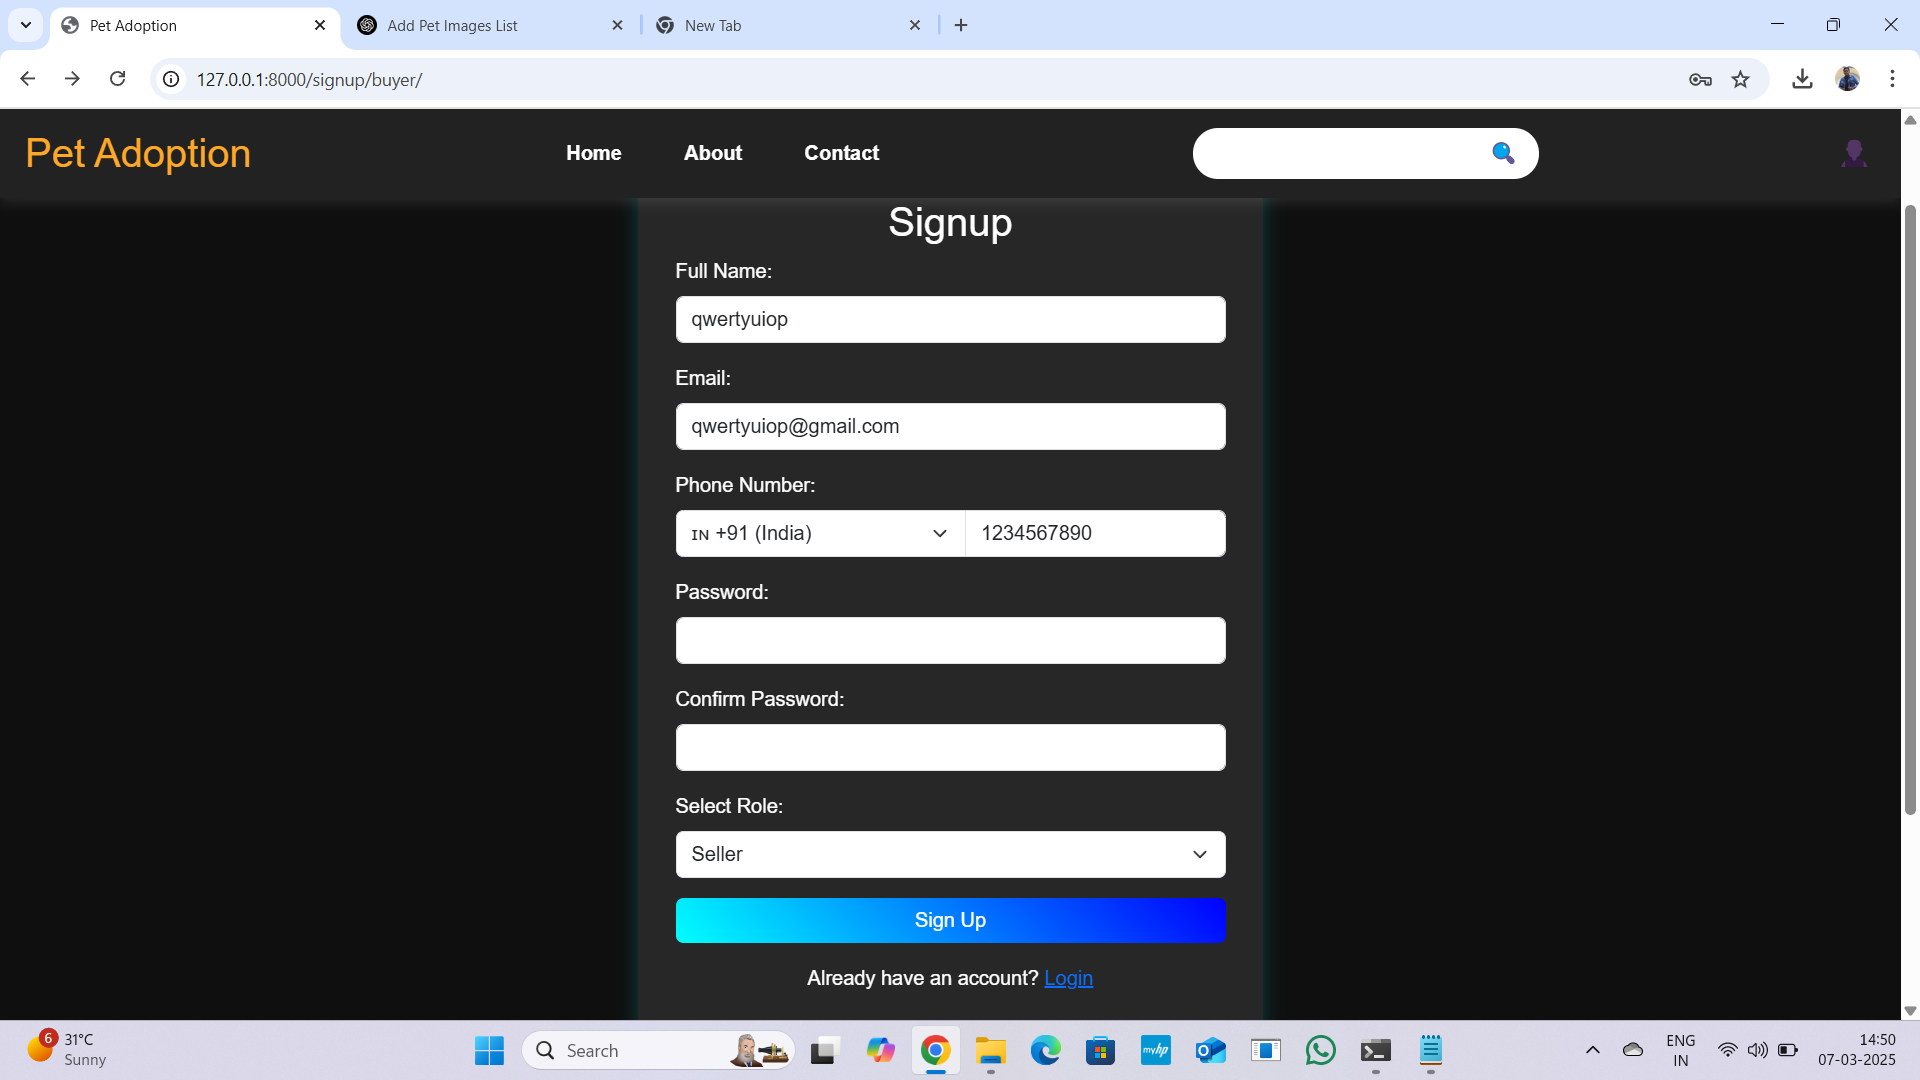 Pet Adoption
Add Pet Images List
New Tab
127.0.0.1:8000/signup/buyer/
Pet Adoption
Home
About
Contact
Signup
Full Name:
qwertyuiop
Email:
qwertyuiop@gmail.com
Phone Number:
IN +91 (India)
1234567890
Password:
Confirm Password:
Select Role:
Seller
Sign Up
Already have an account? Login
6
31°C
Sunny
Search
myhp
ENG
IN
14:50
07-03-2025